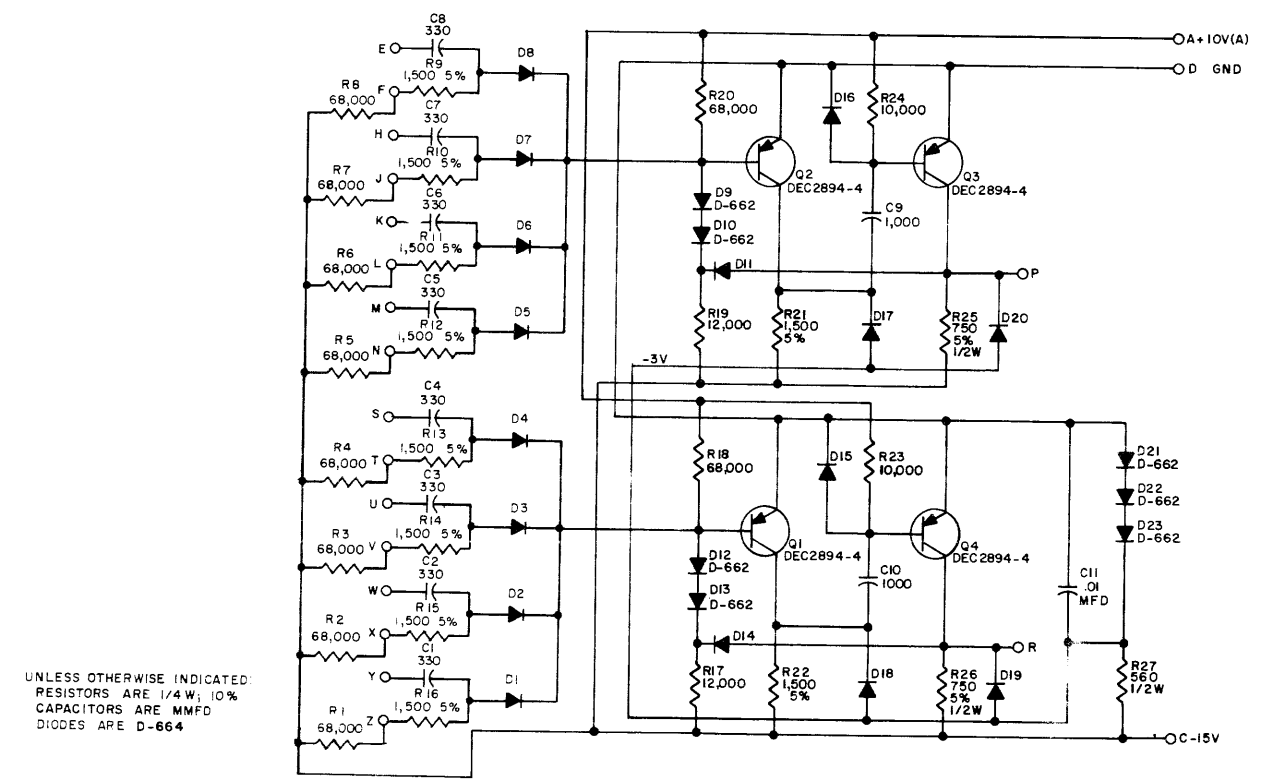 C8
330
E
R9
1,500 5%
D8
R8
68,000
F
C7
330
H
R10
1,500 5%
D7
R7
68,000
J
C6
330
K
R11
1,500 5%
D6
R6
68,000
L
C5
330
M
R12
1,500 5%
D5
R5
68,000
N
C4
330
S
R13
1,500 5%
D4
R4
68,000
T
C3
330
U
R14
1,500 5%
D3
R3
68,000
V
C2
330
W
R15
1,500 5%
D2
R2
68,000
X
C1
330
Y
R16
1,500 5%
D1
R1
68,000
Z
A+10V(A)
D GND
R20
68,000
D16
R24
10,000
Q2
DEC2894-4
Q3
DEC2894-4
D9
D-662
D10
D-662
C9
1,000
D11
P
R19
12,000
R21
1,500
5%
D17
R25
750
5%
1/2W
D20
-3V
R18
68,000
D15
R23
10,000
D21
D-662
D22
D-662
D23
D-662
Q1
DEC2894-4
Q4
DEC2894-4
D12
D-662
D13
D-662
C10
1000
C11
.01
MFD
D14
R
R17
12,000
R22
1,500
5%
D18
R26
750
5%
1/2W
D19
R27
560
1/2W
C-15V
UNLESS OTHERWISE INDICATED:
RESISTORS ARE 1/4W; 10%
CAPACITORS ARE MMFD
DIODES ARE D-664